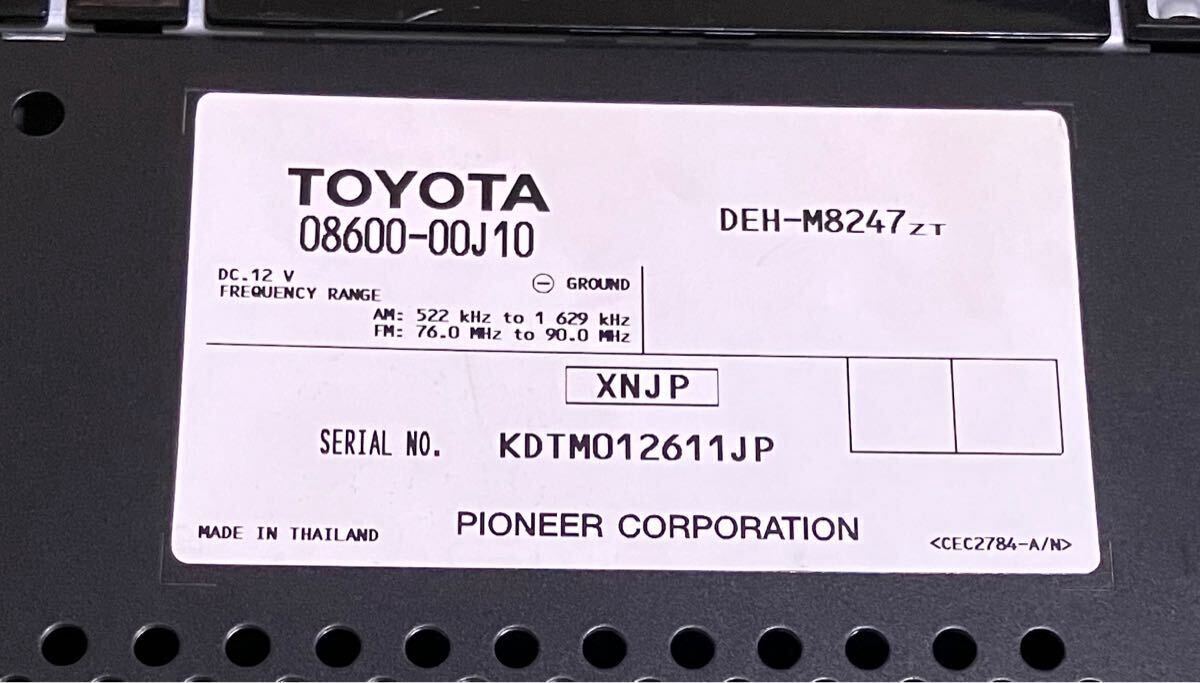 TOYOTA
08600-00J10
DEH-M8247ZT
DC.12 V
⊖ GROUND
FREQUENCY RANGE
AM: 522 kHz to 1 629 kHz
FM: 76.0 MHz to 90.0 MHz
XNJP
SERIAL NO. KDTM012611JP
MADE IN THAILAND
PIONEER CORPORATION
<CEC2784-A/N>